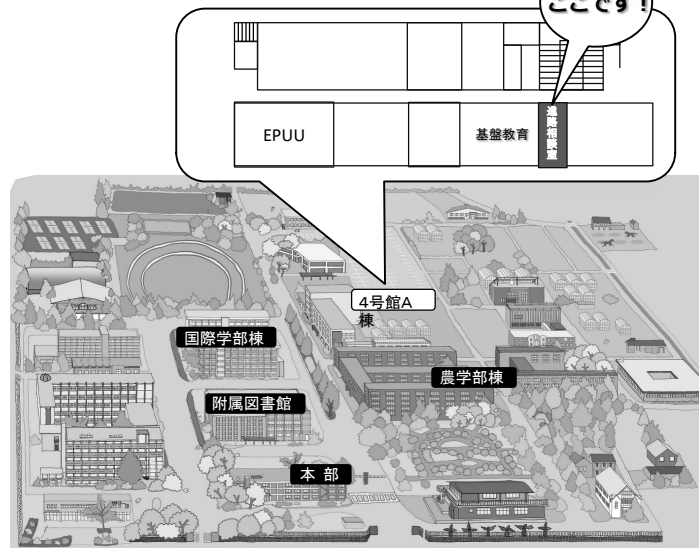 ここです！
EPUU
基盤教育
進路相談室
4号館A
棟
国際学部棟
農学部棟
附属図書館
本 部